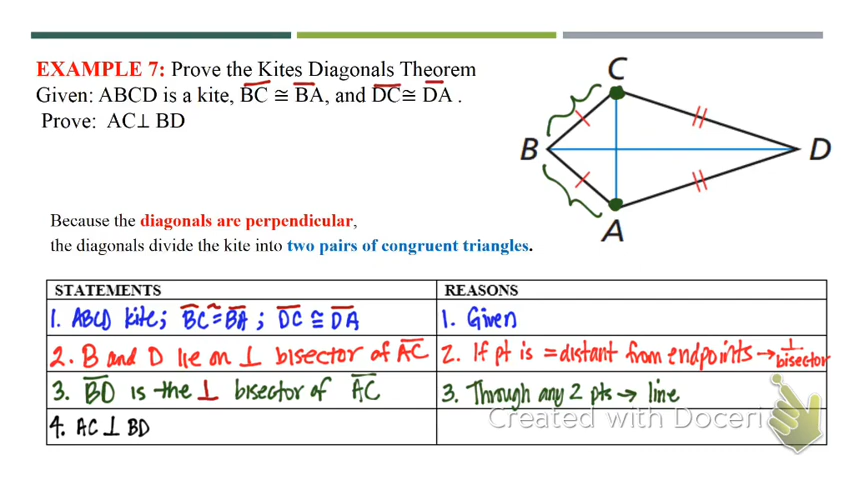 EXAMPLE 7: Prove the Kites Diagonals Theorem
Given: ABCD is a kite, BC ≅ BA, and DC ≅ DA .
Prove: AC⊥ BD
C
B
D
A
Because the diagonals are perpendicular,
the diagonals divide the kite into two pairs of congruent triangles.
STATEMENTS REASONS
1. ABCD kite; BC ≅ BA ; DC ≅ DA 1. Given
2. B and D lie on ⊥ bisector of AC 2. If pt is = distant from endpoints → ⊥ bisector
3. BD is the ⊥ bisector of AC 3. Through any 2 pts → line
Created with Doceri
4. AC ⊥ BD